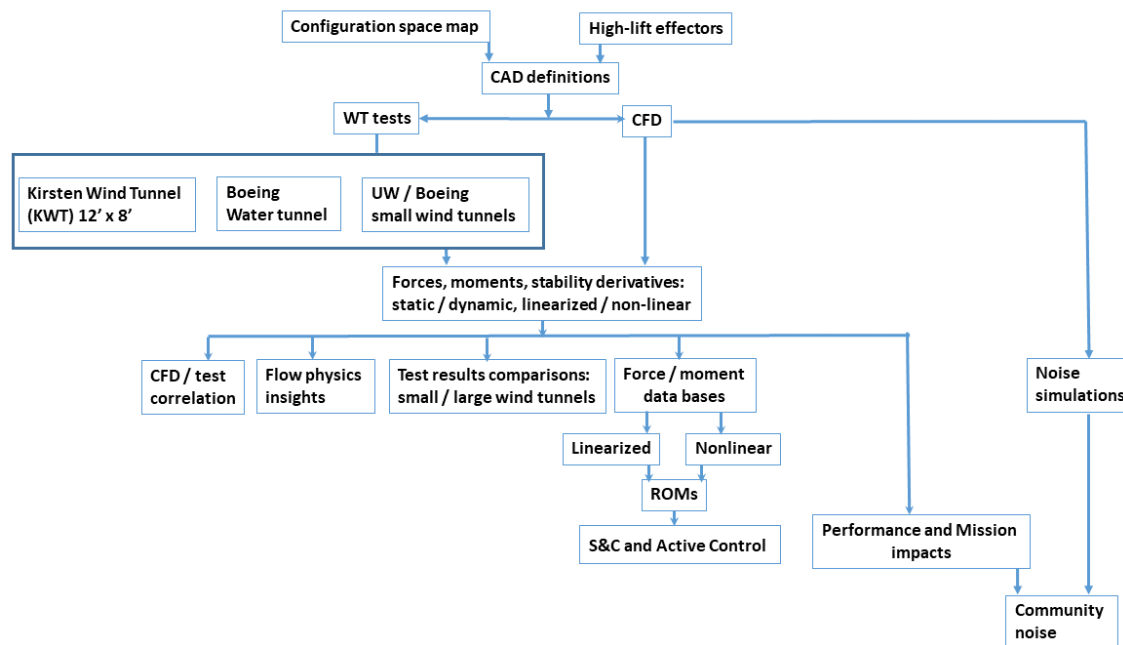 Configuration space map
High-lift effectors
CAD definitions
WT tests
CFD
Kirsten Wind Tunnel
(KWT) 12’ x 8’
Boeing
Water tunnel
UW / Boeing
small wind tunnels
Forces, moments, stability derivatives:
static / dynamic, linearized / non-linear
CFD / test
correlation
Flow physics
insights
Test results comparisons:
small / large wind tunnels
Force / moment
data bases
Noise
simulations
Linearized
Nonlinear
ROMs
S&C and Active Control
Performance and Mission
impacts
Community
noise